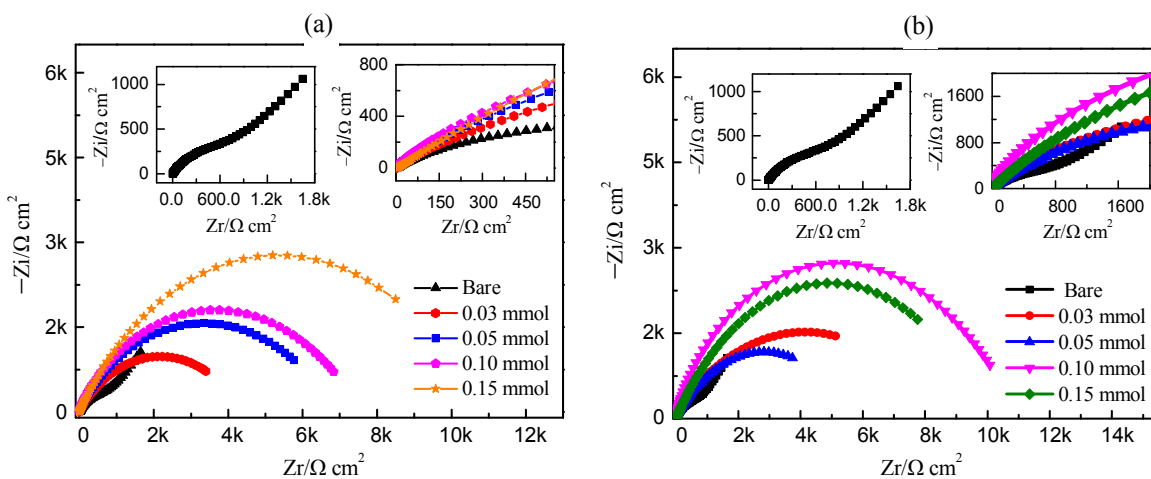 (a)
6k
5k
3k
3k
2k
2k
0
−Zi/Ω cm²
0 2k 4k 6k 8k 10k 12k
Zr/Ω cm²
1000
500
0
−Zi/Ω cm²
0.0 600.0 1.2k 1.8k
Zr/Ω cm²
800
400
0
−Zi/Ω cm²
0 150 300 450
Zr/Ω cm²
Bare
0.03 mmol
0.05 mmol
0.10 mmol
0.15 mmol
(b)
6k
5k
3k
3k
2k
2k
0
−Zi/Ω cm²
0 2k 4k 6k 8k 10k 12k 14k
Zr/Ω cm²
1000
500
0
−Zi/Ω cm²
0.0 600.0 1.2k 1.8k
Zr/Ω cm²
1600
800
0
−Zi/Ω cm²
0 800 1600
Zr/Ω cm²
Bare
0.03 mmol
0.05 mmol
0.10 mmol
0.15 mmol